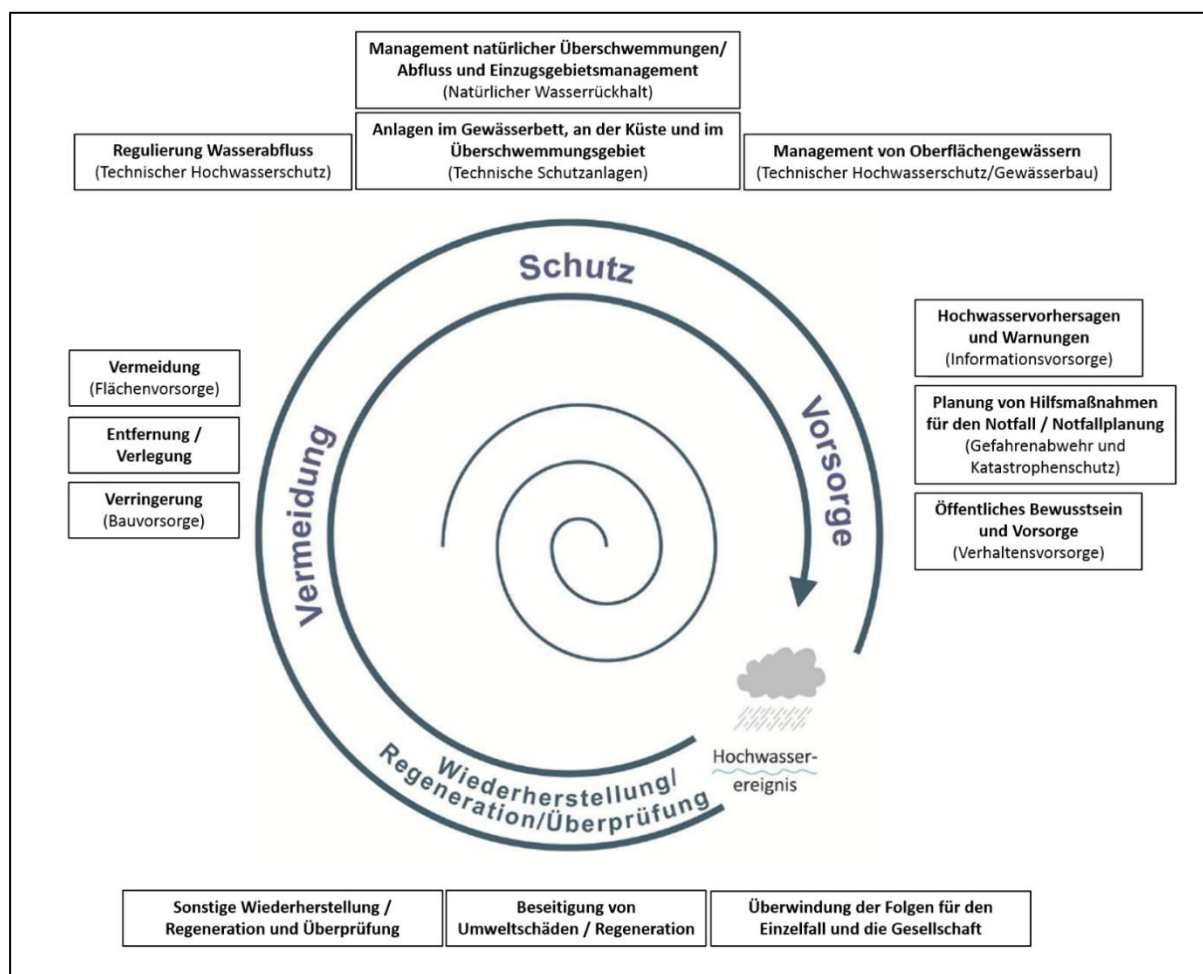 Management natürlicher Überschwemmungen/
Abfluss und Einzugsgebietsmanagement
(Natürlicher Wasserrückhalt)
Regulierung Wasserabfluss
(Technischer Hochwasserschutz)
Anlagen im Gewässerbett, an der Küste und im
Überschwemmungsgebiet
(Technische Schutzanlagen)
Management von Oberflächengewässern
(Technischer Hochwasserschutz/Gewässerbau)
Schutz
Vermeidung
(Flächenvorsorge)
Entfernung /
Verlegung
Verringerung
(Bauvorsorge)
Vermeidung
Vorsorge
Hochwasservorhersagen
und Warnungen
(Informationsvorsorge)
Planung von Hilfsmaßnahmen
für den Notfall / Notfallplanung
(Gefahrenabwehr und
Katastrophenschutz)
Öffentliches Bewusstsein
und Vorsorge
(Verhaltensvorsorge)
Hochwasser-
ereignis
Wiederherstellung/
Regeneration/Überprüfung
Sonstige Wiederherstellung /
Regeneration und Überprüfung
Beseitigung von
Umweltschäden / Regeneration
Überwindung der Folgen für den
Einzelfall und die Gesellschaft